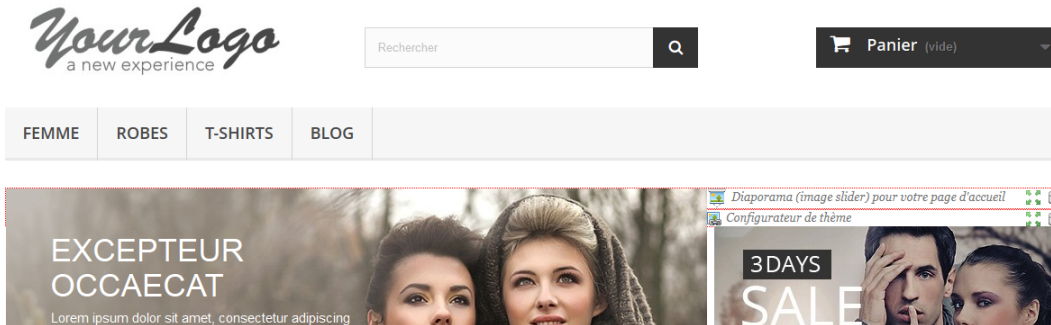 YourLogo
a new experience
Rechercher
Panier (vide)
FEMME
ROBES
T-SHIRTS
BLOG
EXCEPTEUR
OCCAECAT
Lorem ipsum dolor sit amet, consectetur adipiscing
Diaporama (image slider) pour votre page d'accueil
Configurateur de thème
3 DAYS
SALE